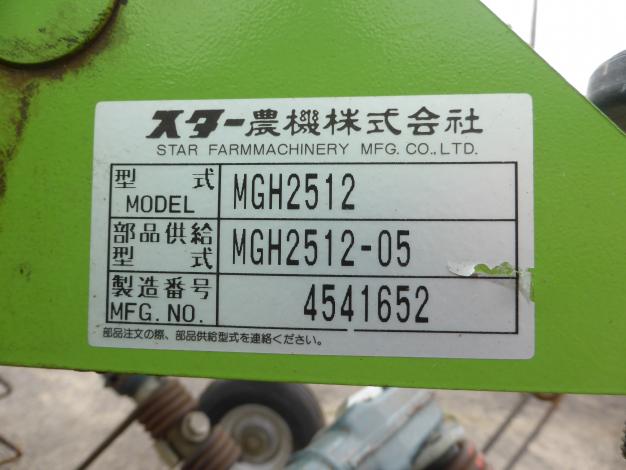 スター農機株式会社
STAR FARMMACHINERY MFG. CO., LTD.
型式 MGH2512
MODEL
部品供給 MGH2512-05
型式
製造番号 4541652
MFG. NO.
部品注文の際、部品供給型式を連絡ください。